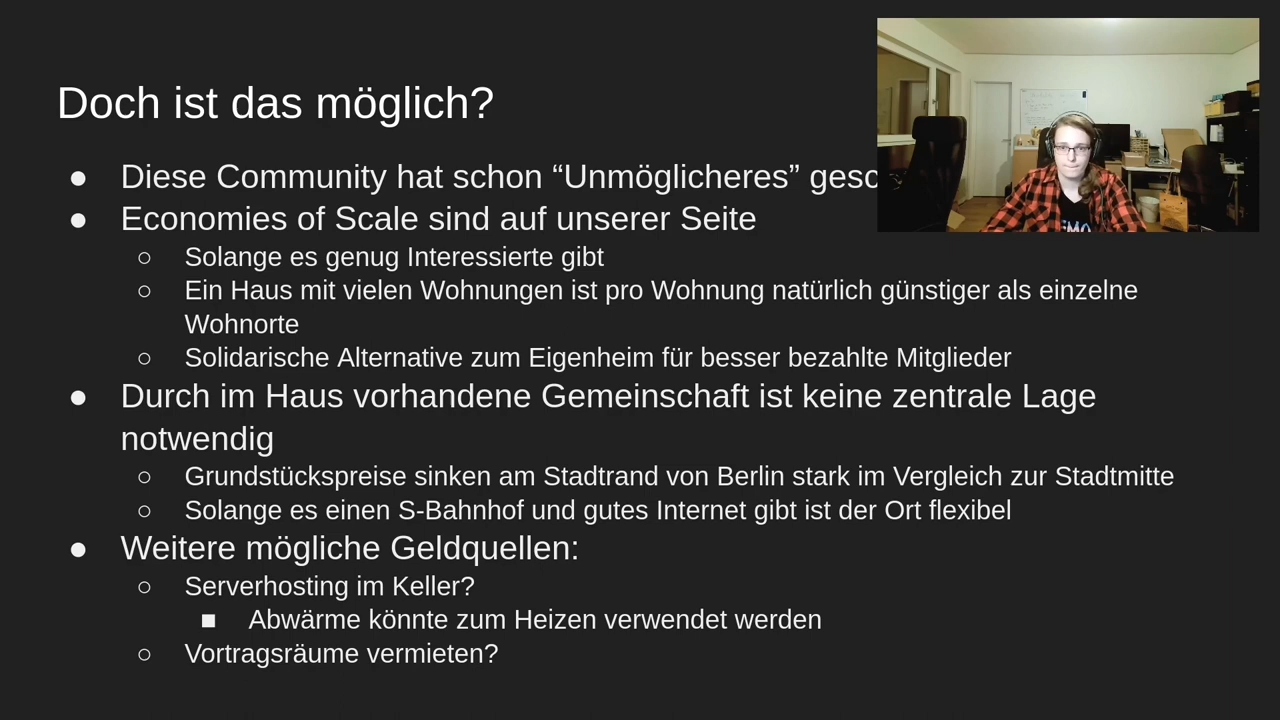 Doch ist das möglich?
● Diese Community hat schon “Unmöglicheres”
● Economies of Scale sind auf unserer Seite
○ Solange es genug Interessierte gibt
○ Ein Haus mit vielen Wohnungen ist pro Wohnung natürlich günstiger als einzelne
Wohnorte
○ Solidarische Alternative zum Eigenheim für besser bezahlte Mitglieder
● Durch im Haus vorhandene Gemeinschaft ist keine zentrale Lage
notwendig
○ Grundstückspreise sinken am Stadtrand von Berlin stark im Vergleich zur Stadtmitte
○ Solange es einen S-Bahnhof und gutes Internet gibt ist der Ort flexibel
● Weitere mögliche Geldquellen:
○ Serverhosting im Keller?
■ Abwärme könnte zum Heizen verwendet werden
○ Vortragsräume vermieten?